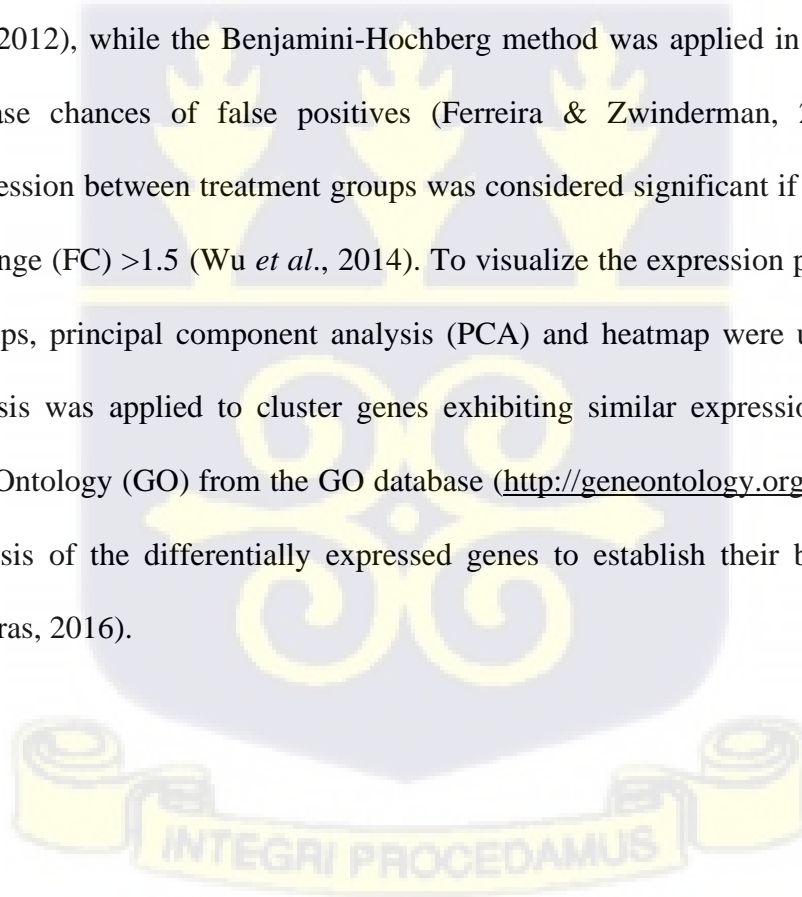 2012), while the Benjamini-Hochberg method was applied in
ase chances of false positives (Ferreira & Zwinderman, 2
ession between treatment groups was considered significant if
nge (FC) >1.5 (Wu et al., 2014). To visualize the expression p
ps, principal component analysis (PCA) and heatmap were u
sis was applied to cluster genes exhibiting similar expressio
Ontology (GO) from the GO database (http://geneontology.org
sis of the differentially expressed genes to establish their b
ras, 2016).
INTEGRI PROCEDAMUS